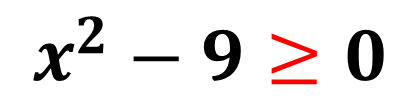 x² − 9 ≥ 0